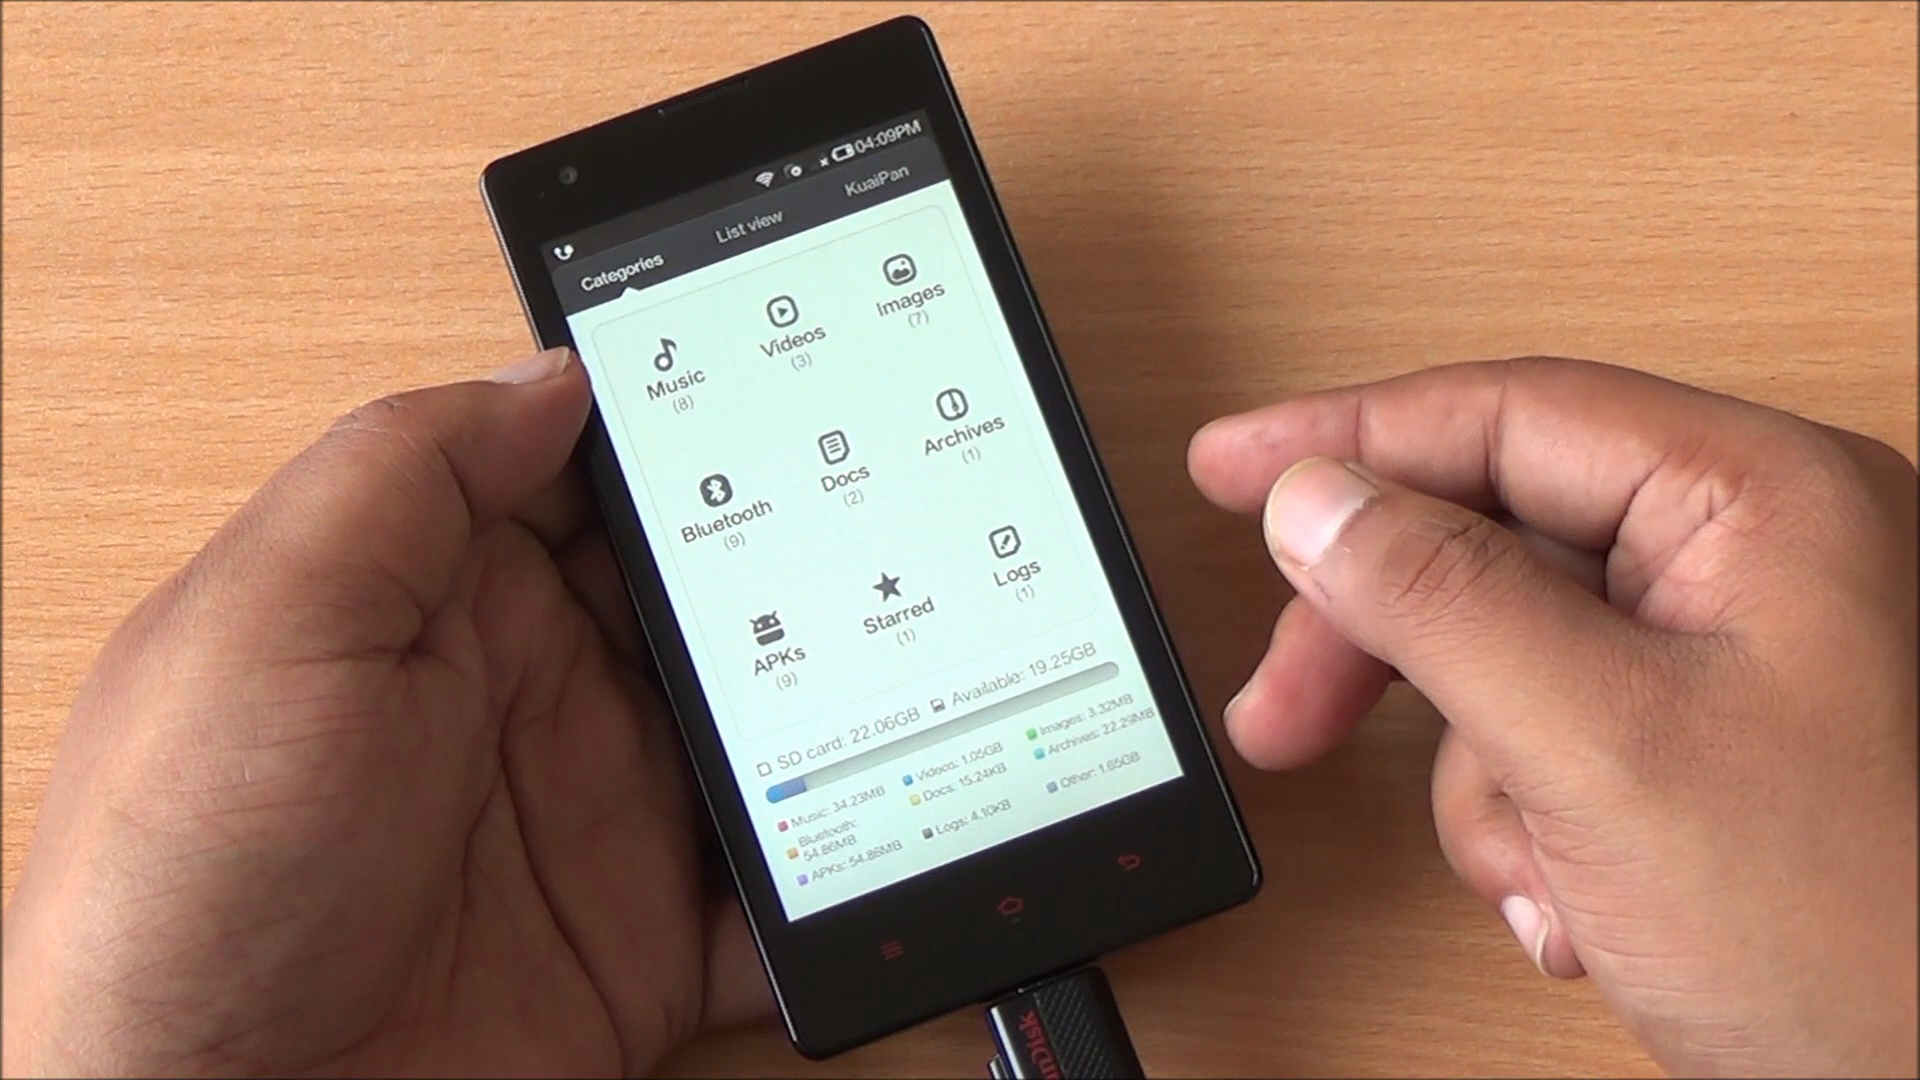 04:09PM
Categories
List view
KuaiPan
Music
(8)
Videos
(3)
Images
(7)
Bluetooth
(9)
Docs
(2)
Archives
(1)
APKs
(9)
Starred
(1)
Logs
(1)
SD card: 22.06GB
Available: 19.25GB
Music: 34.23MB
Videos: 1.05GB
Images: 3.32MB
Bluetooth:
54.86MB
Docs: 15.24KB
Archives: 22.29MB
APKs: 54.86MB
Logs: 4.10KB
Other: 1.65GB
anDisk